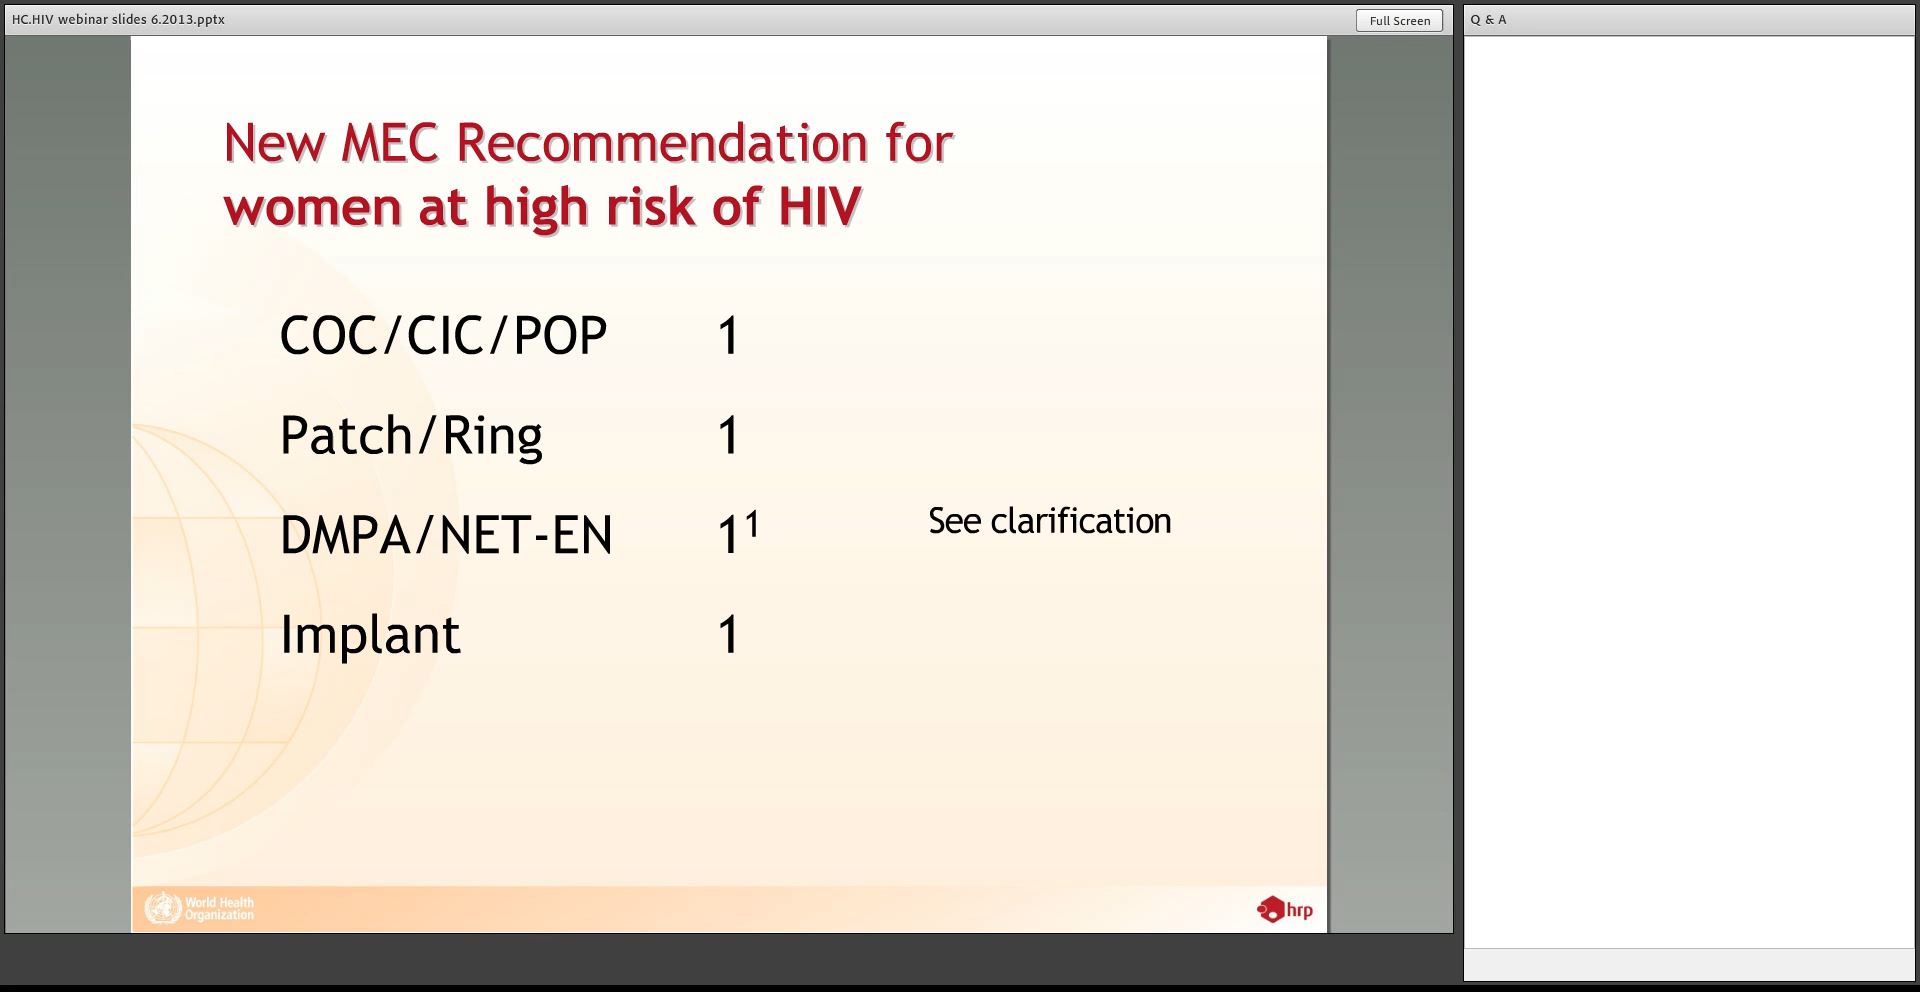 HC.HIV webinar slides 6.2013.pptx
Full Screen
Q & A
New MEC Recommendation for
women at high risk of HIV
COC/CIC/POP 1
Patch/Ring 1
DMPA/NET-EN 1¹ See clarification
Implant 1
World Health
Organization
hrp